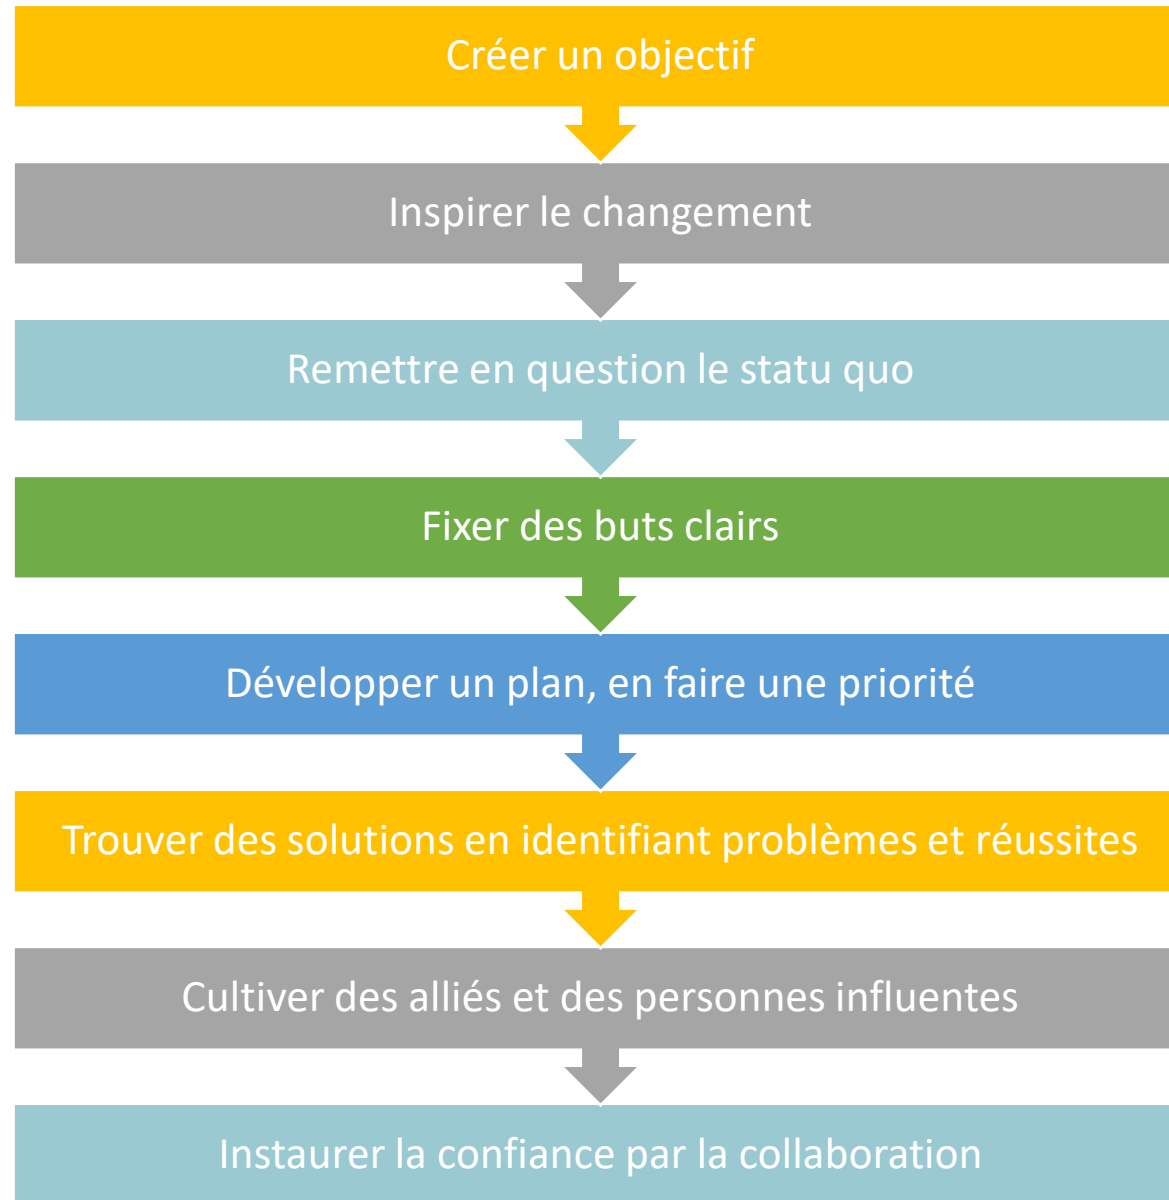 Créer un objectif
Inspirer le changement
Remettre en question le statu quo
Fixer des buts clairs
Développer un plan, en faire une priorité
Trouver des solutions en identifiant problèmes et réussites
Cultiver des alliés et des personnes influentes
Instaurer la confiance par la collaboration